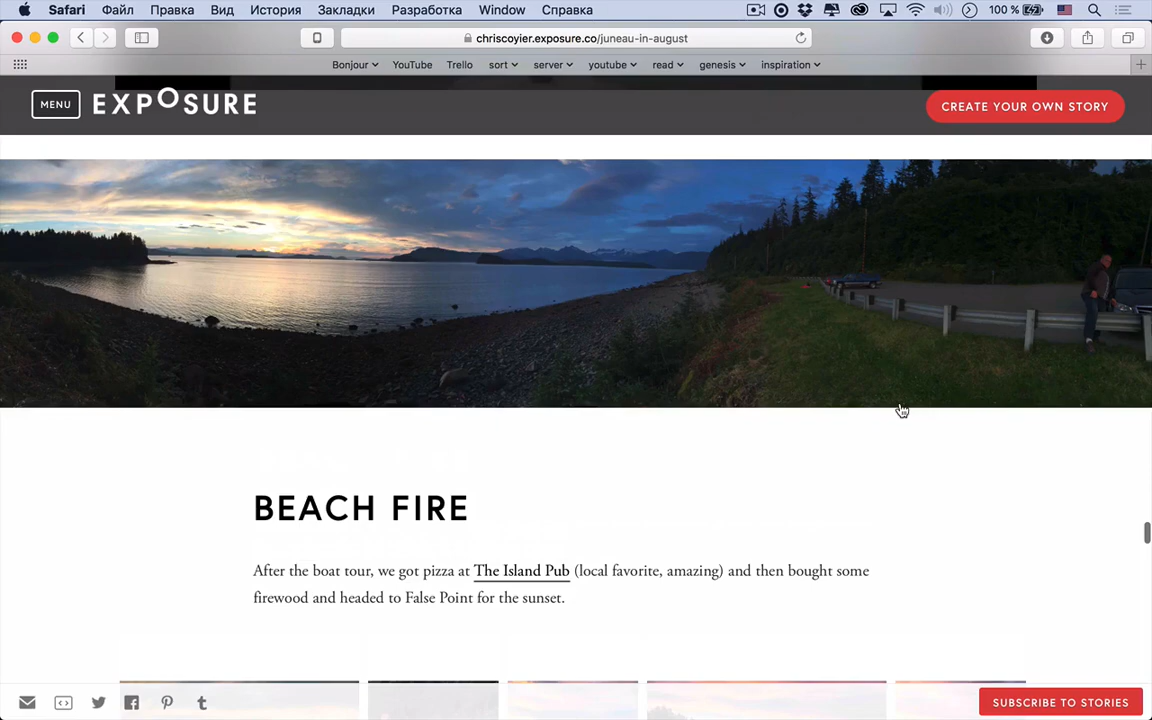 Safari Файл Правка Вид История Закладки Разработка Window Справка 100 %
chriscoyier.exposure.co/juneau-in-august
Bonjour YouTube Trello sort server youtube read genesis inspiration
MENU EXPOSURE CREATE YOUR OWN STORY
BEACH FIRE
After the boat tour, we got pizza at The Island Pub (local favorite, amazing) and then bought some
firewood and headed to False Point for the sunset.
SUBSCRIBE TO STORIES